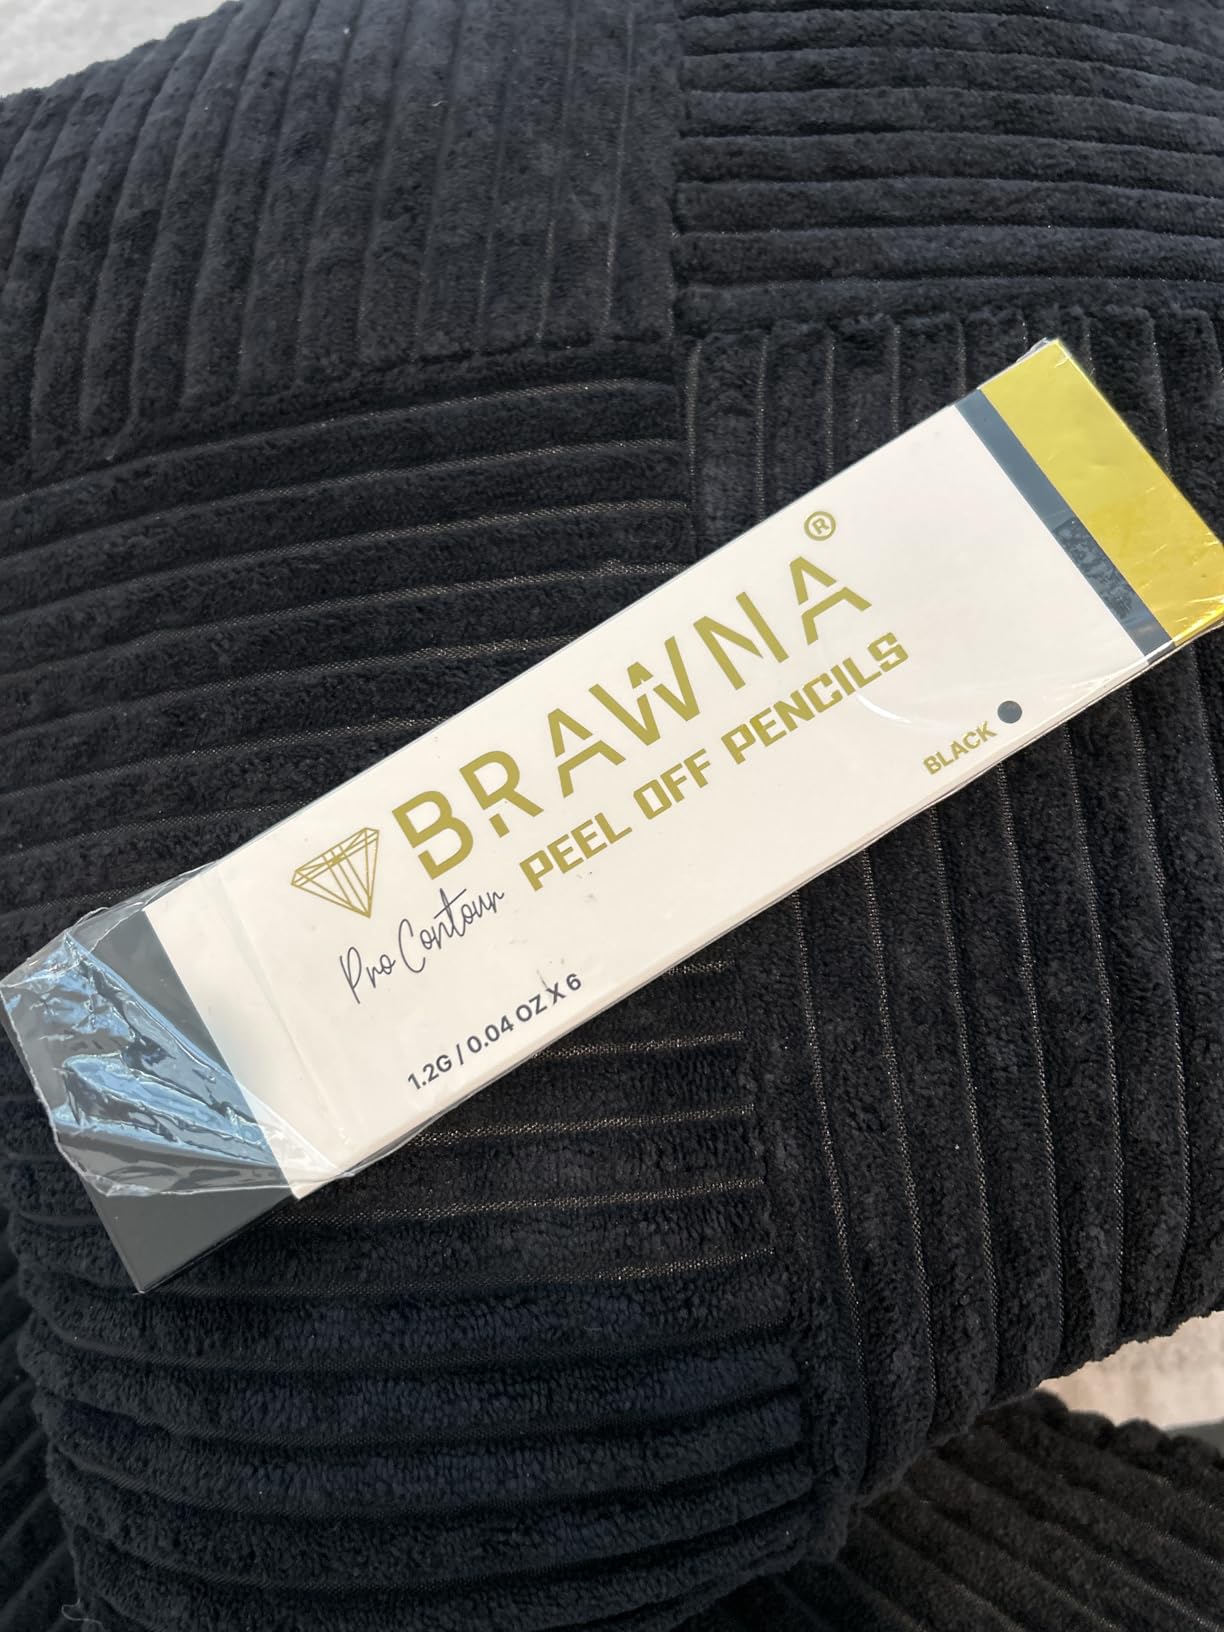 BRAWNA®
Pro Contour PEEL OFF PENCILS
BLACK
1.2G / 0.04 OZ X 6